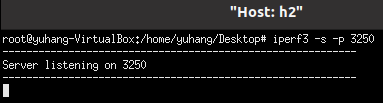 "Host: h2"
root@yuhang-VirtualBox:/home/yuhang/Desktop# iperf3 -s -p 3250
-----------------------------------------------------------
Server listening on 3250
-----------------------------------------------------------